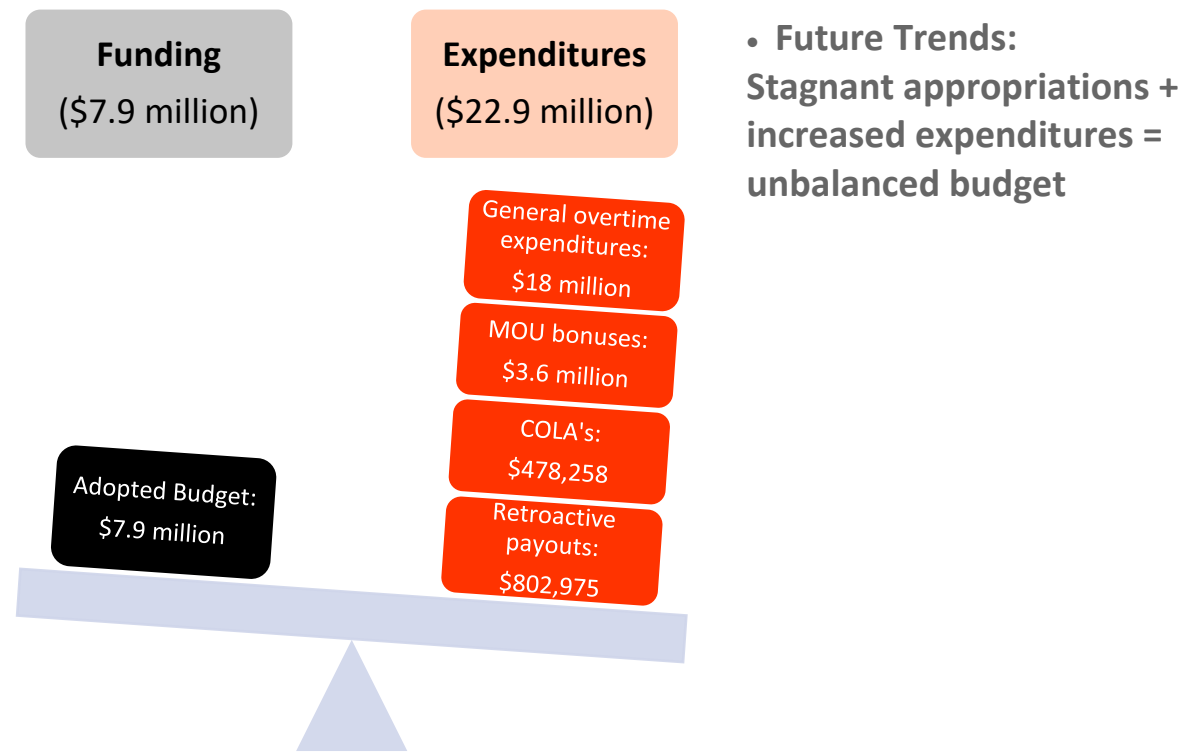 Funding
($7.9 million)
Expenditures
($22.9 million)
• Future Trends:
Stagnant appropriations +
increased expenditures =
unbalanced budget
General overtime
expenditures:
$18 million
MOU bonuses:
$3.6 million
COLA's:
$478,258
Retroactive
payouts:
$802,975
Adopted Budget:
$7.9 million